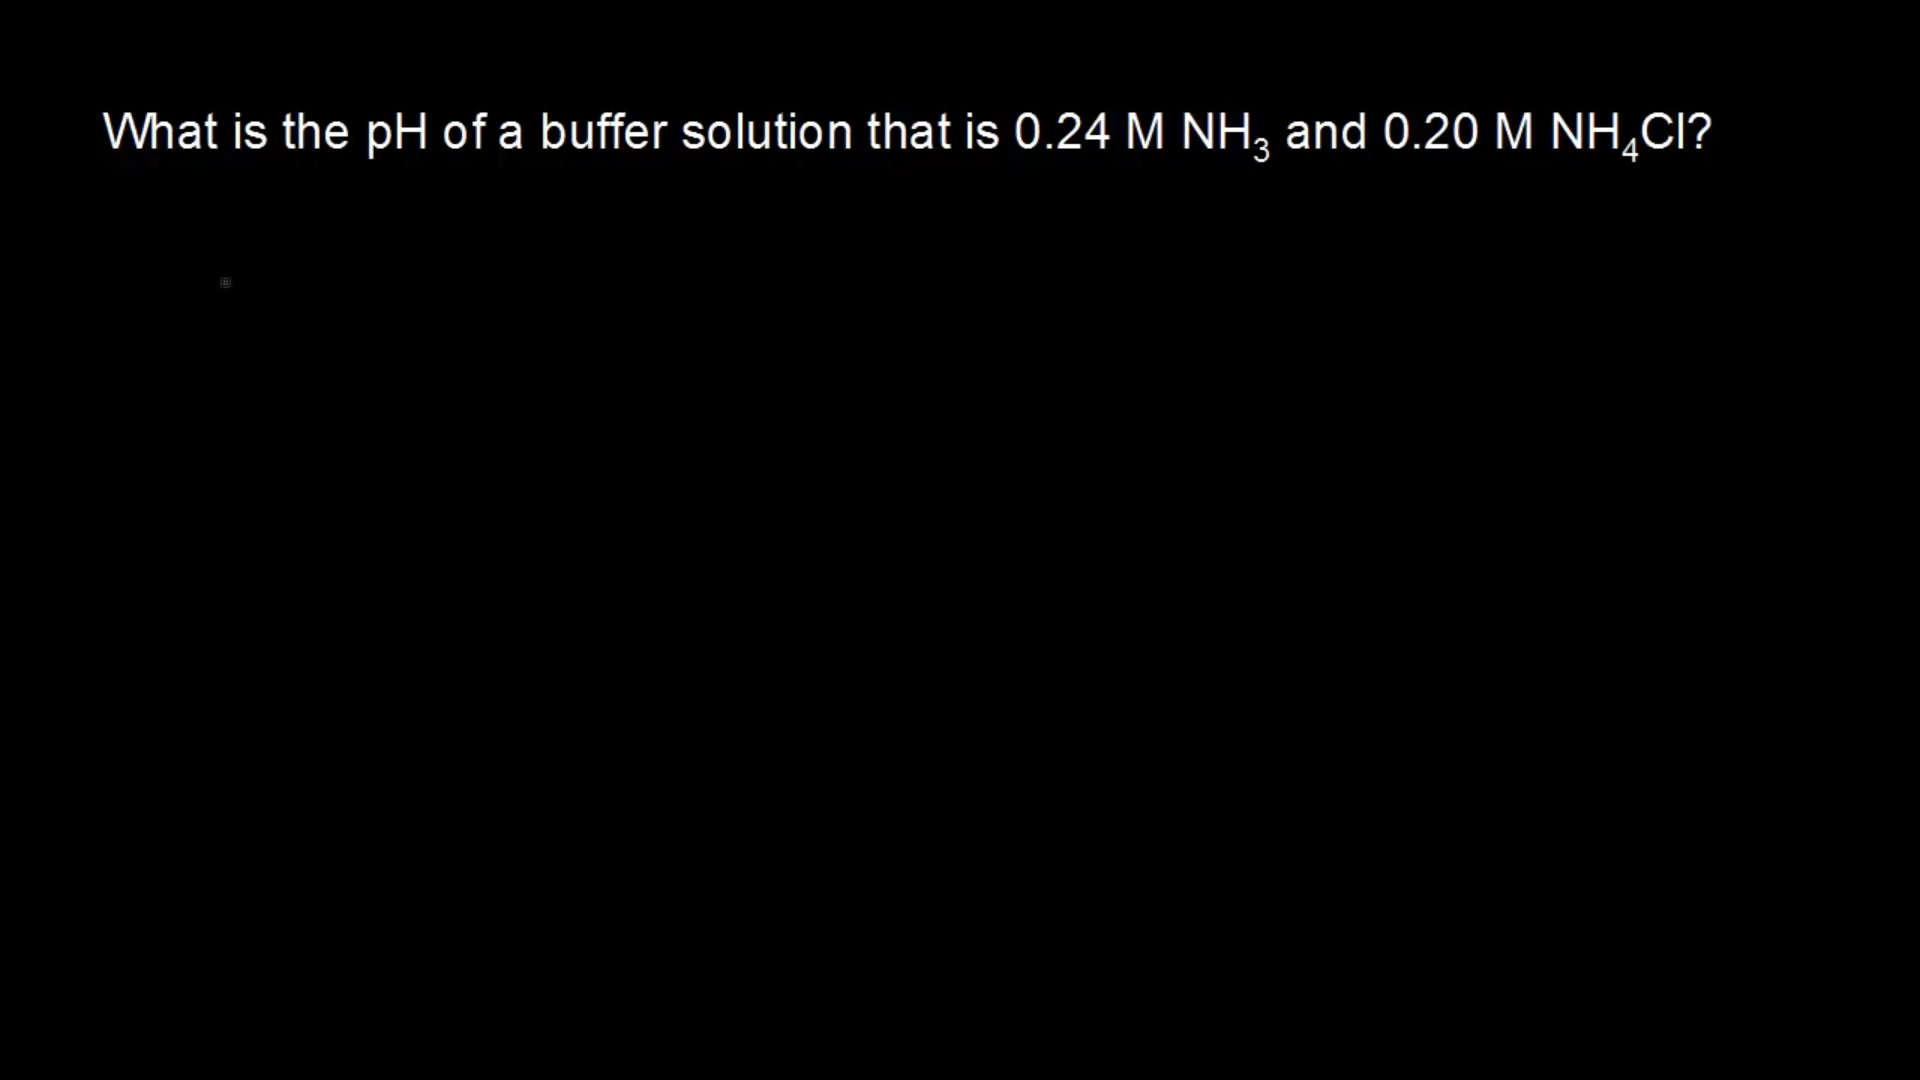 What is the pH of a buffer solution that is 0.24 M NH₃ and 0.20 M NH₄Cl?